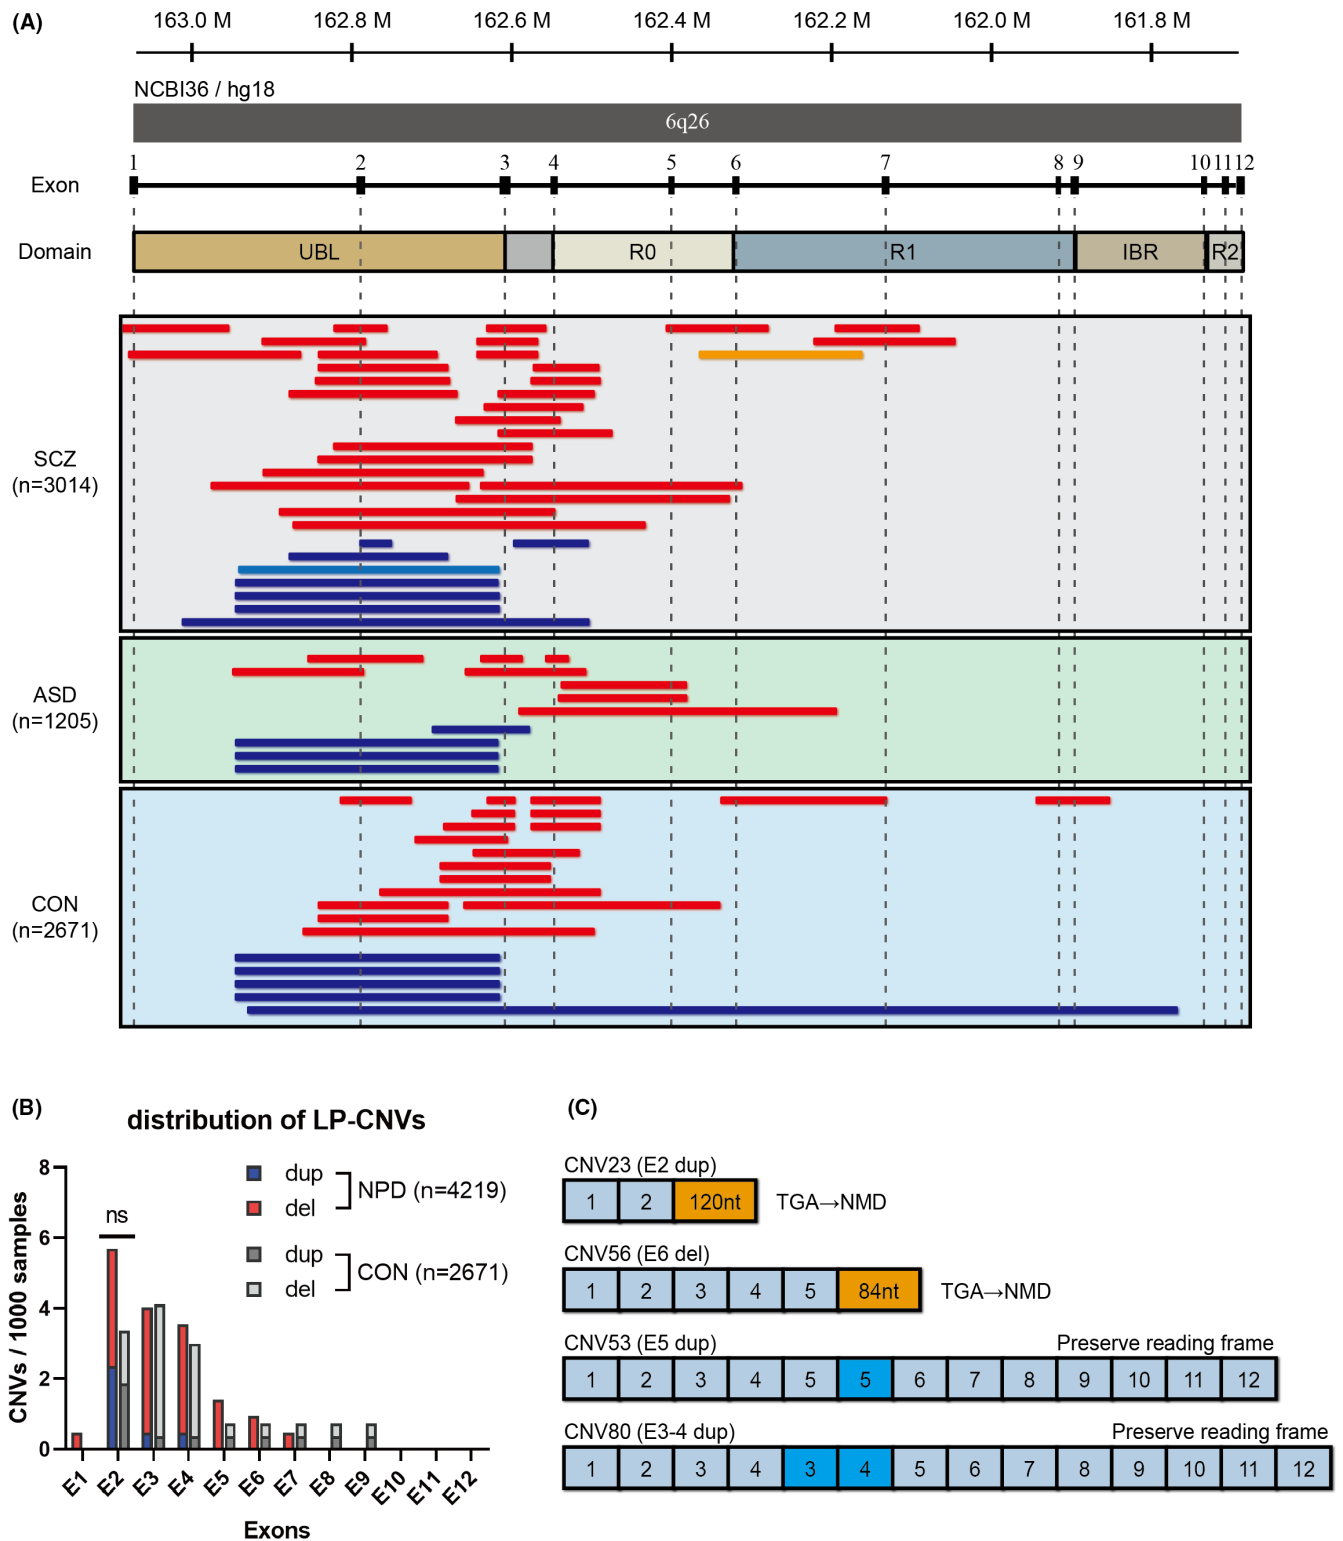 (A)
163.0 M 162.8 M 162.6 M 162.4 M 162.2 M 162.0 M 161.8 M
NCBI36 / hg18
6q26
1 2 3 4 5 6 7 8 9 10 11 12
Exon
Domain UBL R0 R1 IBR R2
SCZ
(n=3014)
ASD
(n=1205)
CON
(n=2671)
(B)
distribution of LP-CNVs
CNVs / 1000 samples
8
6
4
2
0
ns
dup
del
NPD (n=4219)
dup
del
CON (n=2671)
E1 E2 E3 E4 E5 E6 E7 E8 E9 E10 E11 E12
Exons
(C)
CNV23 (E2 dup)
1 2 120nt TGA→NMD
CNV56 (E6 del)
1 2 3 4 5 84nt TGA→NMD
CNV53 (E5 dup) Preserve reading frame
1 2 3 4 5 5 6 7 8 9 10 11 12
CNV80 (E3-4 dup) Preserve reading frame
1 2 3 4 3 4 5 6 7 8 9 10 11 12